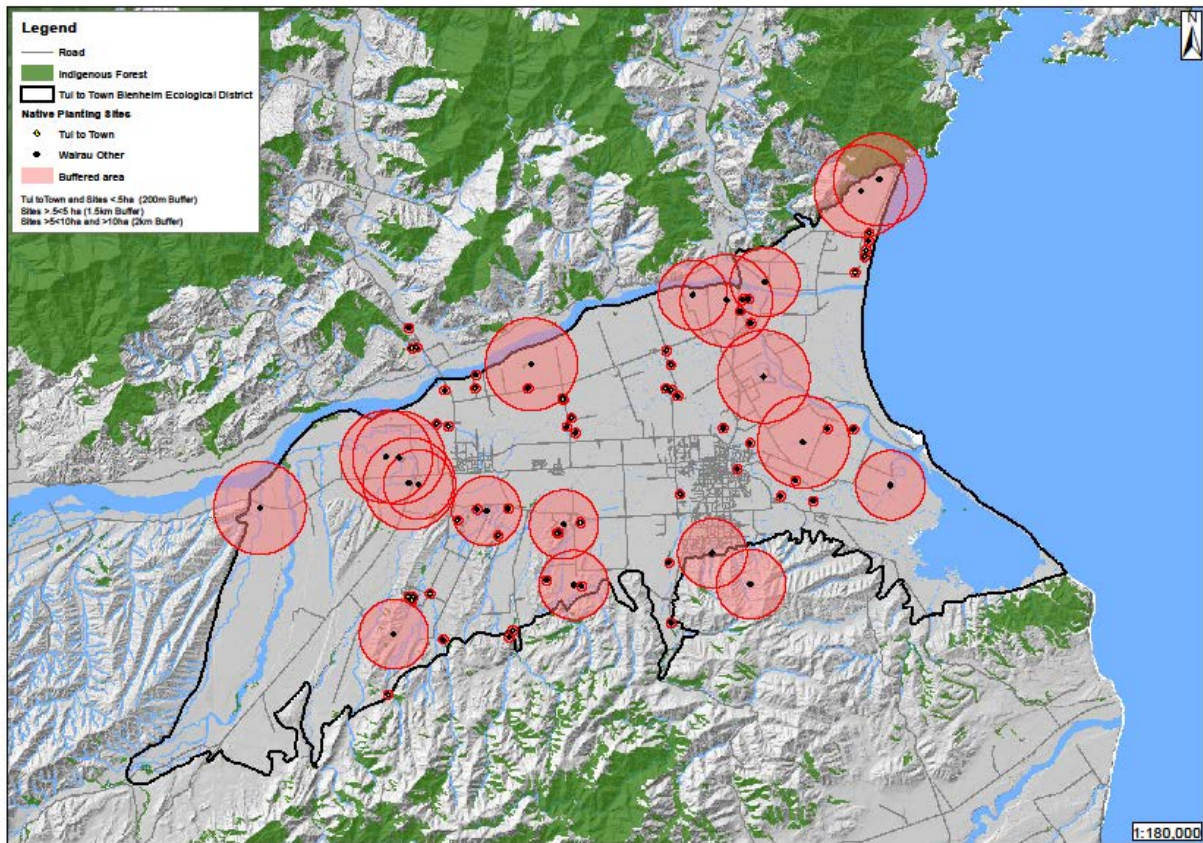 Legend
Road
Indigenous Forest
Tui to Town Blenheim Ecological District
Native Planting Sites
Tui to Town
Wairau Other
Buffered area
Tui toTown and Sites <.5ha (200m Buffer)
Sites >.5<5 ha (1.5km Buffer)
Sites >5<10ha and >10ha (2km Buffer)
N
1:180,000